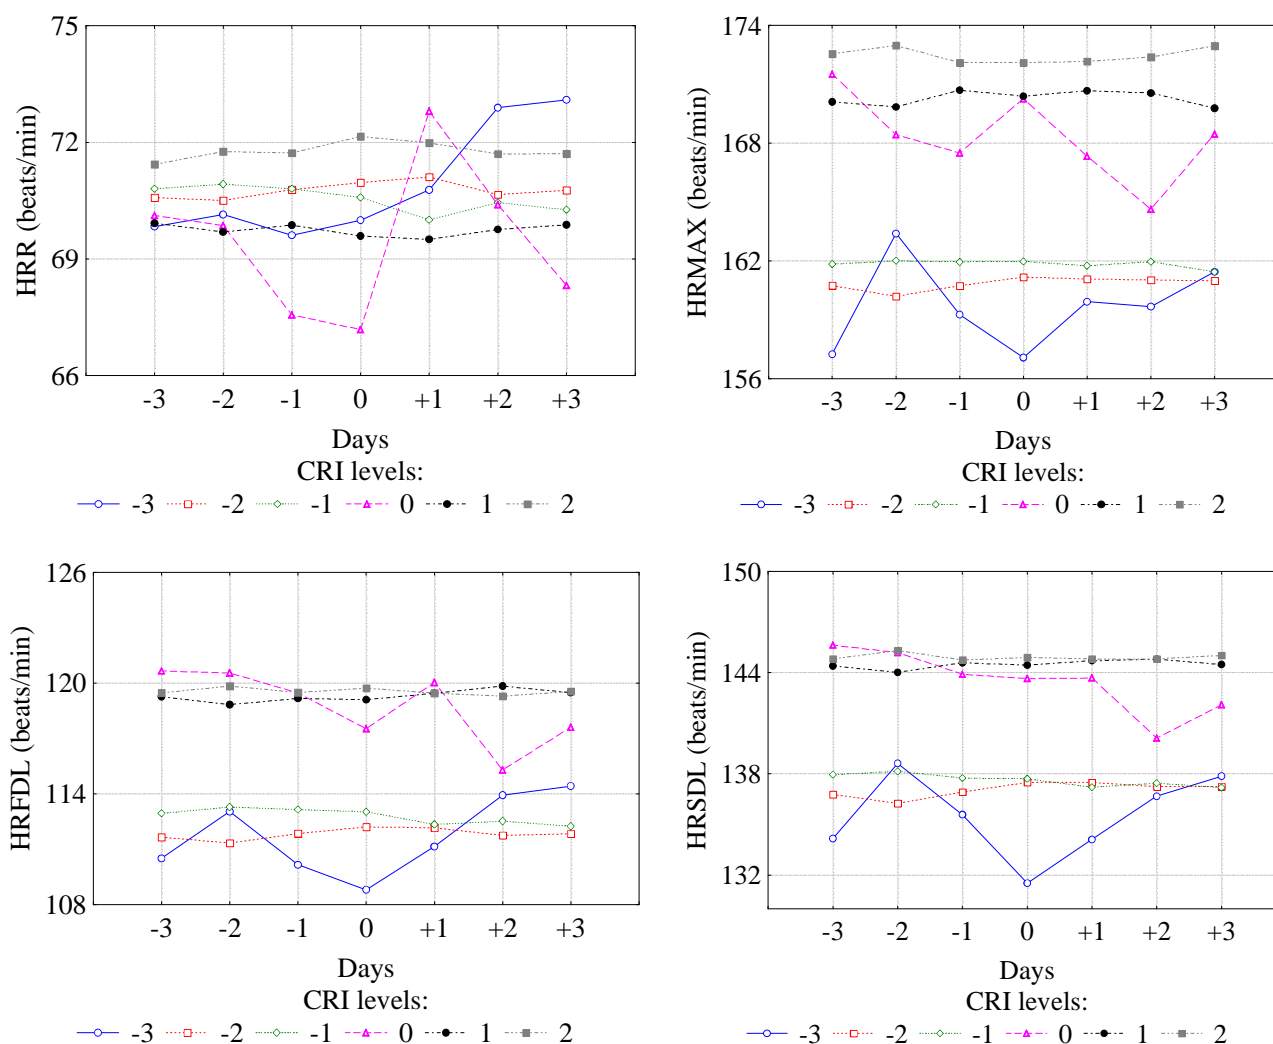 75
72
69
66
HRR (beats/min)
-3 -2 -1 0 +1 +2 +3
Days
CRI levels:
-3 -2 -1 0 1 2
174
168
162
156
HRMAX (beats/min)
-3 -2 -1 0 +1 +2 +3
Days
CRI levels:
-3 -2 -1 0 1 2
126
120
114
108
HRFDL (beats/min)
-3 -2 -1 0 +1 +2 +3
Days
CRI levels:
-3 -2 -1 0 1 2
150
144
138
132
HRSDL (beats/min)
-3 -2 -1 0 +1 +2 +3
Days
CRI levels:
-3 -2 -1 0 1 2